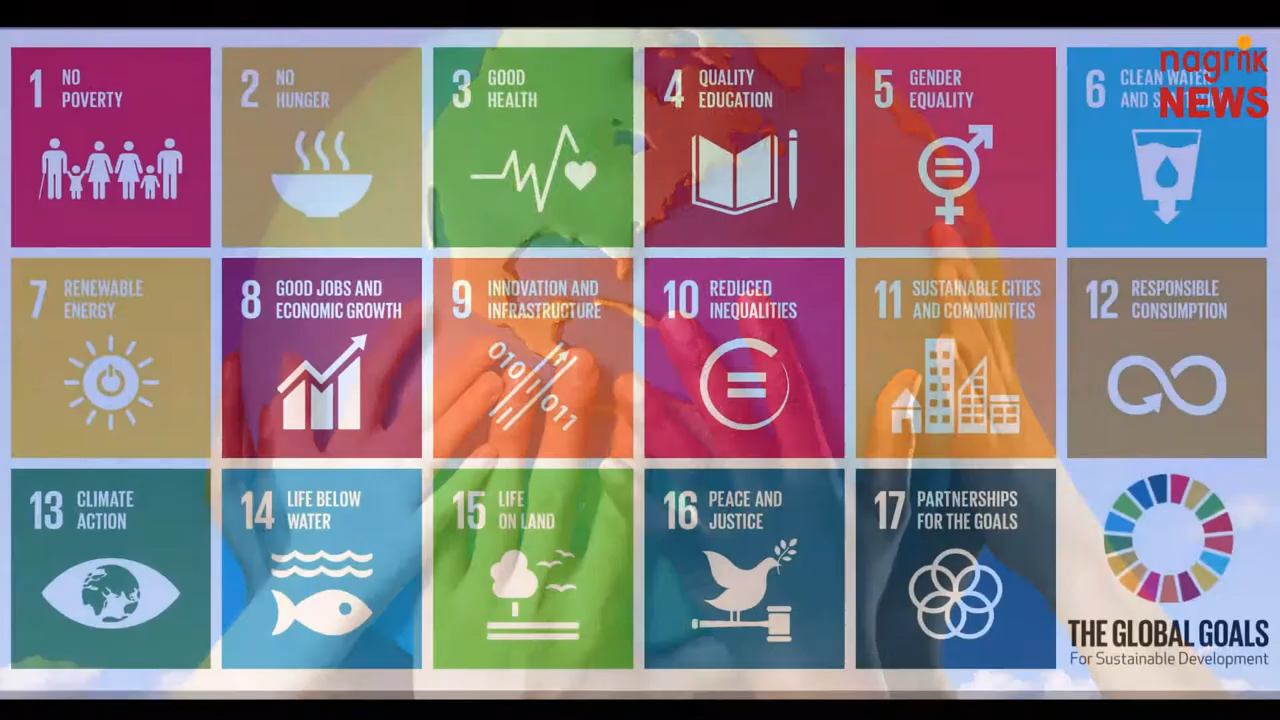 nagrik
NEWS
1 NO
POVERTY
2 NO
HUNGER
3 GOOD
HEALTH
4 QUALITY
EDUCATION
5 GENDER
EQUALITY
6 CLEAN WATER
AND
7 RENEWABLE
ENERGY
8 GOOD JOBS AND
ECONOMIC GROWTH
9 INNOVATION AND
INFRASTRUCTURE
010
011
10 REDUCED
INEQUALITIES
11 SUSTAINABLE CITIES
AND COMMUNITIES
12 RESPONSIBLE
CONSUMPTION
13 CLIMATE
ACTION
14 LIFE BELOW
WATER
15 LIFE
ON LAND
16 PEACE AND
JUSTICE
17 PARTNERSHIPS
FOR THE GOALS
THE GLOBAL GOALS
For Sustainable Development